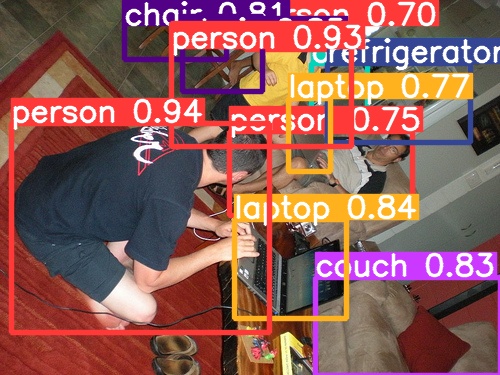 chair 0.81
person 0.70
person 0.93
refrigerator
laptop 0.77
person 0.94
person 0.75
laptop 0.84
couch 0.83